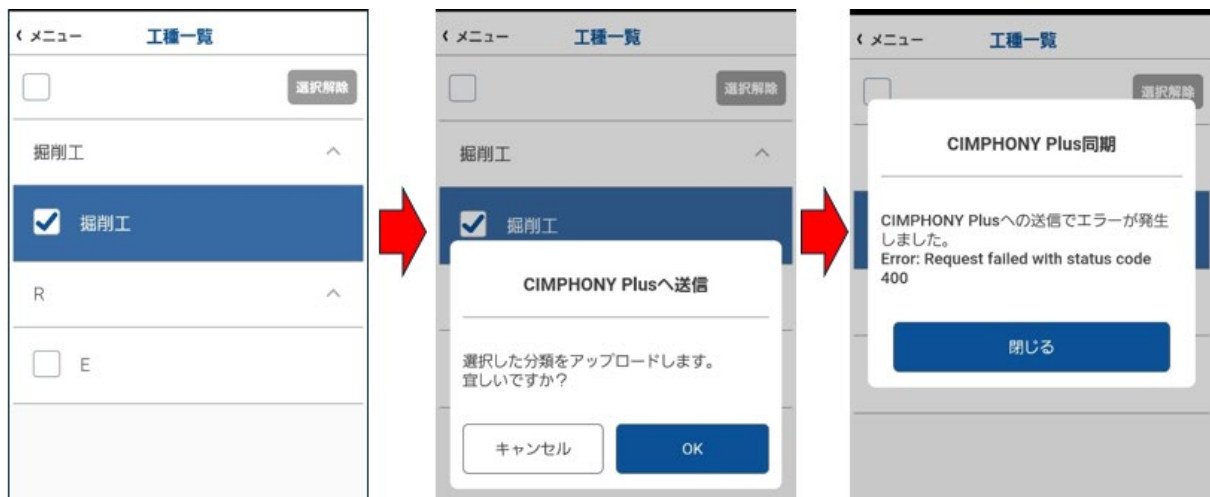 メニュー
工種一覧
選択解除
掘削工
掘削工
R
E
メニュー
工種一覧
選択解除
掘削工
掘削工
CIMPHONY Plusへ送信
選択した分類をアップロードします。
宜しいですか？
キャンセル
OK
メニュー
工種一覧
選択解除
CIMPHONY Plus同期
CIMPHONY Plusへの送信でエラーが発生
しました。
Error: Request failed with status code
400
閉じる